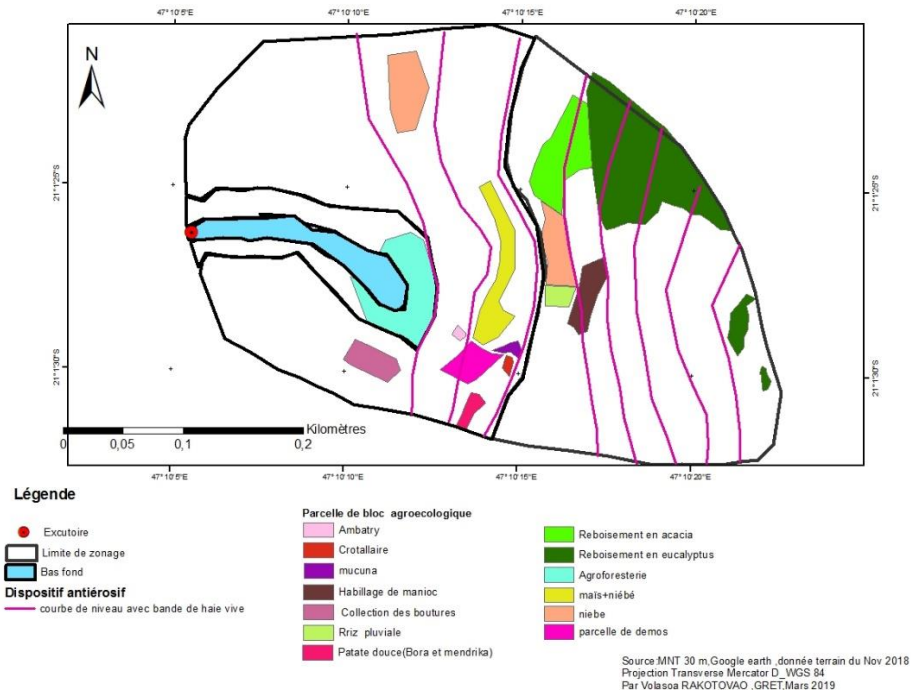 47°10'5"E
47°10'10"E
47°10'15"E
47°10'20"E
N
21°1'25"S
21°1'25"S
21°1'30"S
21°1'30"S
Kilomètres
0
0,05
0,1
0,2
47°10'5"E
47°10'10"E
47°10'15"E
47°10'20"E
Légende
Excutoire
Limite de zonage
Bas fond
Dispositif antiérosif
courbe de niveau avec bande de haie vive
Parcelle de bloc agroecologique
Ambatry
Crotallaire
mucuna
Habillage de manioc
Collection des boutures
Rriz pluviale
Patate douce(Bora et mendrika)
Reboisement en acacia
Reboisement en eucalyptus
Agroforesterie
maïs+niébé
niebe
parcelle de demos
Source:MNT 30 m,Google earth ,donnée terrain du Nov 2018
Projection Transverse Mercator D_WGS 84
Par Volasoa RAKOTOVAO ,GRET,Mars 2019